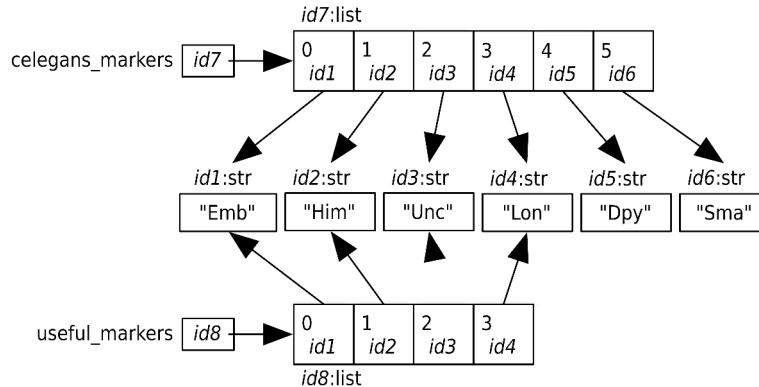 id7:list
celegans_markers id7
0 1 2 3 4 5
id1 id2 id3 id4 id5 id6
id1:str id2:str id3:str id4:str id5:str id6:str
"Emb" "Him" "Unc" "Lon" "Dpy" "Sma"
0 1 2 3
useful_markers id8
id1 id2 id3 id4
id8:list